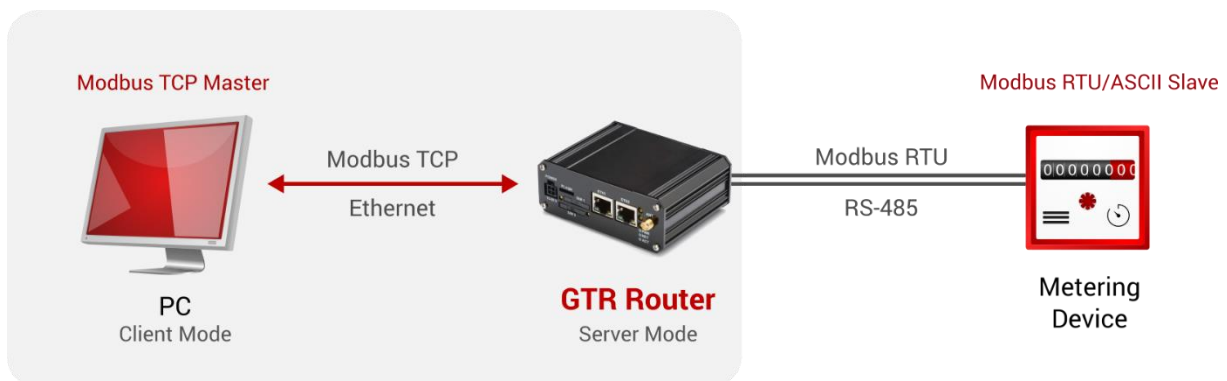 Modbus TCP Master
Modbus RTU/ASCII Slave
Modbus TCP
Ethernet
Modbus RTU
RS-485
00000000
PC
Client Mode
GTR Router
Server Mode
Metering
Device